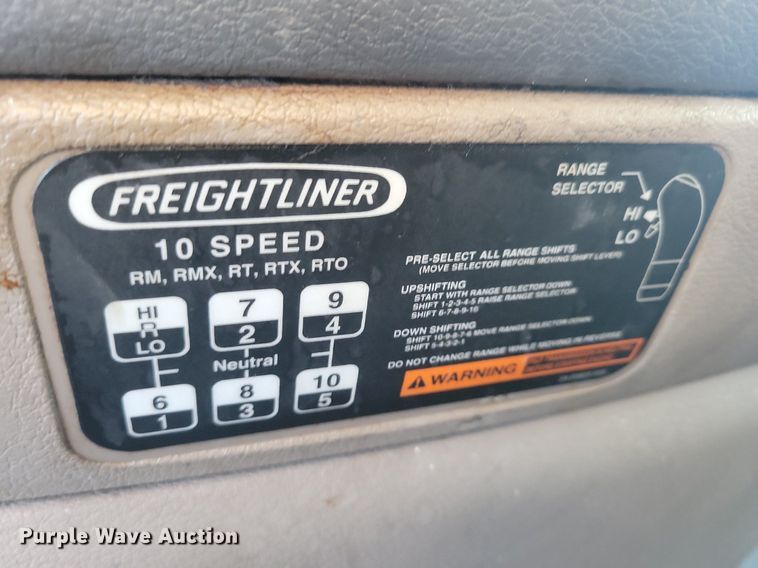 FREIGHTLINER
10 SPEED
RM, RMX, RT, RTX, RTO
HI
R
LO
7
2
9
4
Neutral
6
1
8
3
10
5
RANGE
SELECTOR
HI
LO
PRE-SELECT ALL RANGE SHIFTS
(MOVE SELECTOR BEFORE MOVING SHIFT LEVER)
UPSHIFTING
START WITH RANGE SELECTOR DOWN
SHIFT 1-2-3-4-5 RAISE RANGE SELECTOR
SHIFT 6-7-8-9-10
DOWN SHIFTING
SHIFT 10-9-8-7-6 MOVE RANGE SELECTOR DOWN
SHIFT 5-4-3-2-1
DO NOT CHANGE RANGE WHILE MOVING IN REVERSE
WARNING
Purple Wave Auction